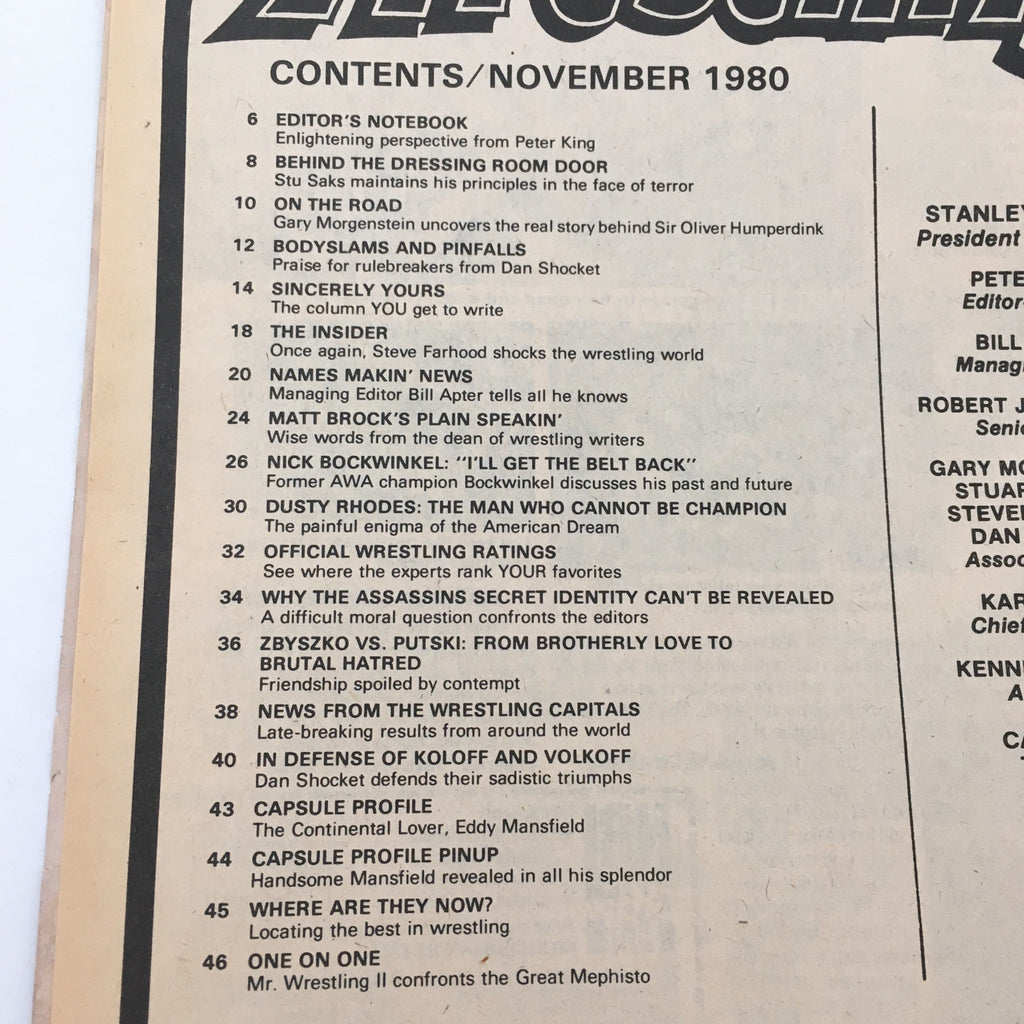 CONTENTS/NOVEMBER 1980
6 EDITOR'S NOTEBOOK
Enlightening perspective from Peter King
8 BEHIND THE DRESSING ROOM DOOR
Stu Saks maintains his principles in the face of terror
10 ON THE ROAD
Gary Morgenstein uncovers the real story behind Sir Oliver Humperdink
12 BODYSLAMS AND PINFALLS
Praise for rulebreakers from Dan Shocket
14 SINCERELY YOURS
The column YOU get to write
18 THE INSIDER
Once again, Steve Farhood shocks the wrestling world
20 NAMES MAKIN' NEWS
Managing Editor Bill Apter tells all he knows
24 MATT BROCK'S PLAIN SPEAKIN'
Wise words from the dean of wrestling writers
26 NICK BOCKWINKEL: "I'LL GET THE BELT BACK"
Former AWA champion Bockwinkel discusses his past and future
30 DUSTY RHODES: THE MAN WHO CANNOT BE CHAMPION
The painful enigma of the American Dream
32 OFFICIAL WRESTLING RATINGS
See where the experts rank YOUR favorites
34 WHY THE ASSASSINS SECRET IDENTITY CAN'T BE REVEALED
A difficult moral question confronts the editors
36 ZBYSZKO VS. PUTSKI: FROM BROTHERLY LOVE TO
BRUTAL HATRED
Friendship spoiled by contempt
38 NEWS FROM THE WRESTLING CAPITALS
Late-breaking results from around the world
40 IN DEFENSE OF KOLOFF AND VOLKOFF
Dan Shocket defends their sadistic triumphs
43 CAPSULE PROFILE
The Continental Lover, Eddy Mansfield
44 CAPSULE PROFILE PINUP
Handsome Mansfield revealed in all his splendor
45 WHERE ARE THEY NOW?
Locating the best in wrestling
46 ONE ON ONE
Mr. Wrestling II confronts the Great Mephisto
STANLEY
President
PETE
Editor-
BILL
Manag
ROBERT J
Senio
GARY MO
STUAR
STEVEN
DAN
Assoc
KAR
Chief
KENN
A
CA